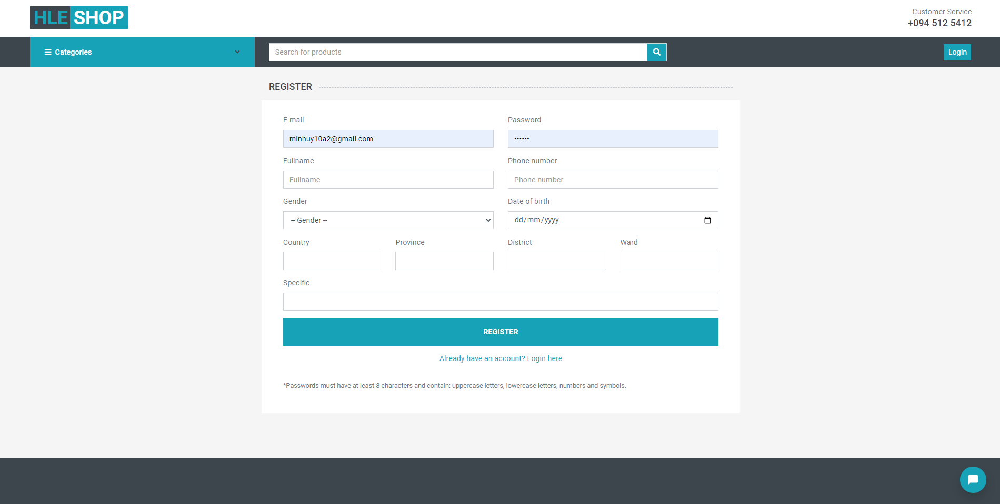 HLE SHOP
Customer Service
+094 512 5412
Categories
Search for products
Login
REGISTER
E-mail
Password
minhuy10a2@gmail.com
••••••
Fullname
Phone number
Fullname
Phone number
Gender
Date of birth
-- Gender --
dd/mm/yyyy
Country
Province
District
Ward
Specific
REGISTER
Already have an account? Login here
*Passwords must have at least 8 characters and contain: uppercase letters, lowercase letters, numbers and symbols.